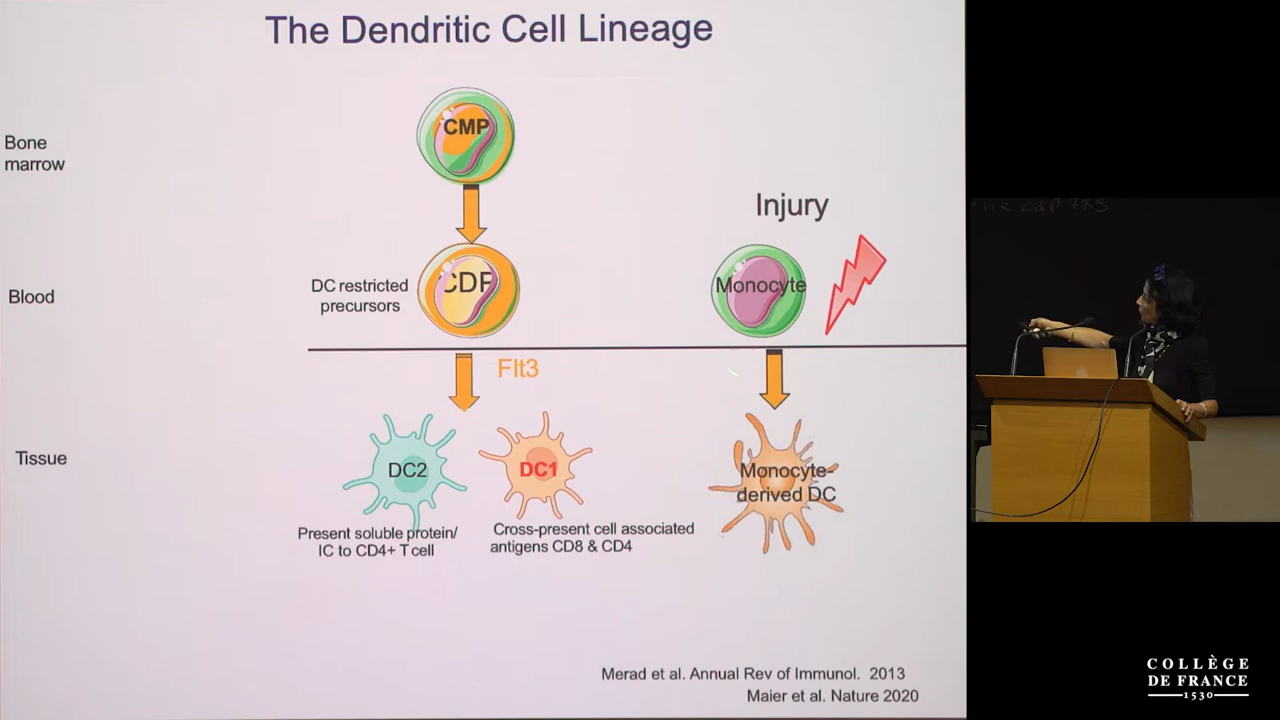 The Dendritic Cell Lineage
CMP
Bone
marrow
Injury
DC restricted
precursors
CDP
Monocyte
Blood
Flt3
Tissue
DC2
DC1
Monocyte-
derived DC
Present soluble protein/
IC to CD4+ T cell
Cross-present cell associated
antigens CD8 & CD4
Merad et al. Annual Rev of Immunol. 2013
Maier et al. Nature 2020
COLLÈGE
DE FRANCE
1530